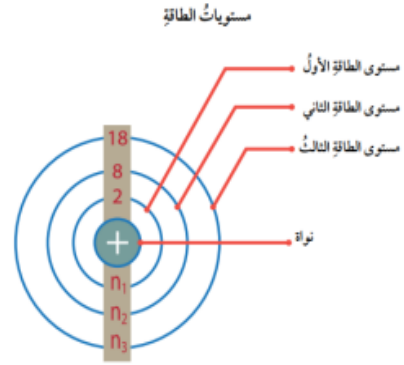 مستوياتُ الطاقةِ
مستوى الطاقةِ الأولُ
مستوى الطاقةِ الثاني
مستوى الطاقةِ الثالثُ
نواة
18
8
2
+
n₁
n₂
n₃